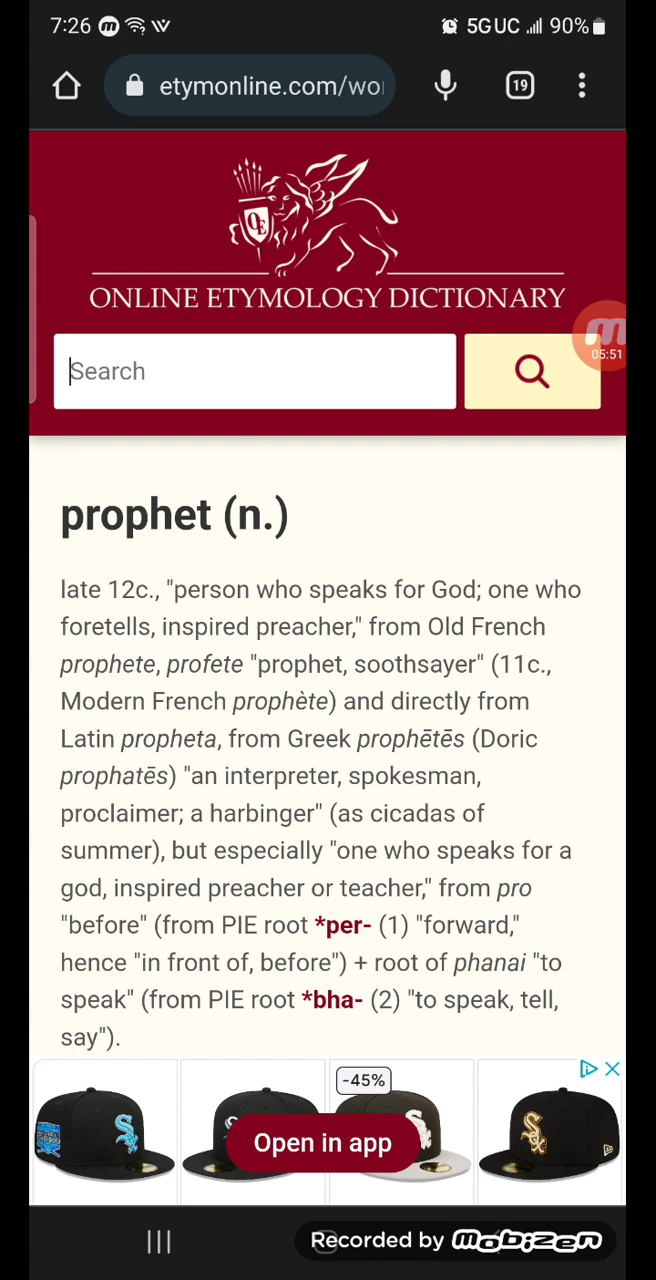 7:26
5G UC 90%
etymonline.com/wo
19
OE
ONLINE ETYMOLOGY DICTIONARY
Search
05:51
prophet (n.)
late 12c., "person who speaks for God; one who
foretells, inspired preacher," from Old French
prophete, profete "prophet, soothsayer" (11c.,
Modern French prophète) and directly from
Latin propheta, from Greek prophētēs (Doric
prophatēs) "an interpreter, spokesman,
proclaimer; a harbinger" (as cicadas of
summer), but especially "one who speaks for a
god, inspired preacher or teacher," from pro
"before" (from PIE root *per- (1) "forward,"
hence "in front of, before") + root of phanai "to
speak" (from PIE root *bha- (2) "to speak, tell,
say").
-45%
Open in app
Recorded by mobizen